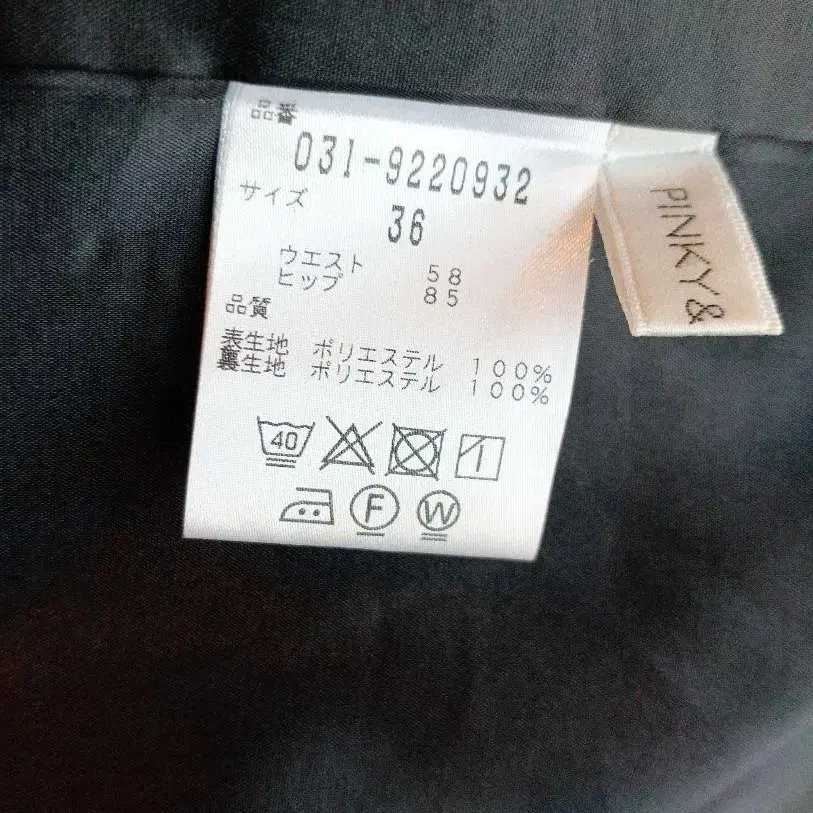 品番
031-9220932
サイズ
36
ウエスト 58
ヒップ 85
品質
表生地 ポリエステル 100%
裏生地 ポリエステル 100%
40
F
W
PINKY&